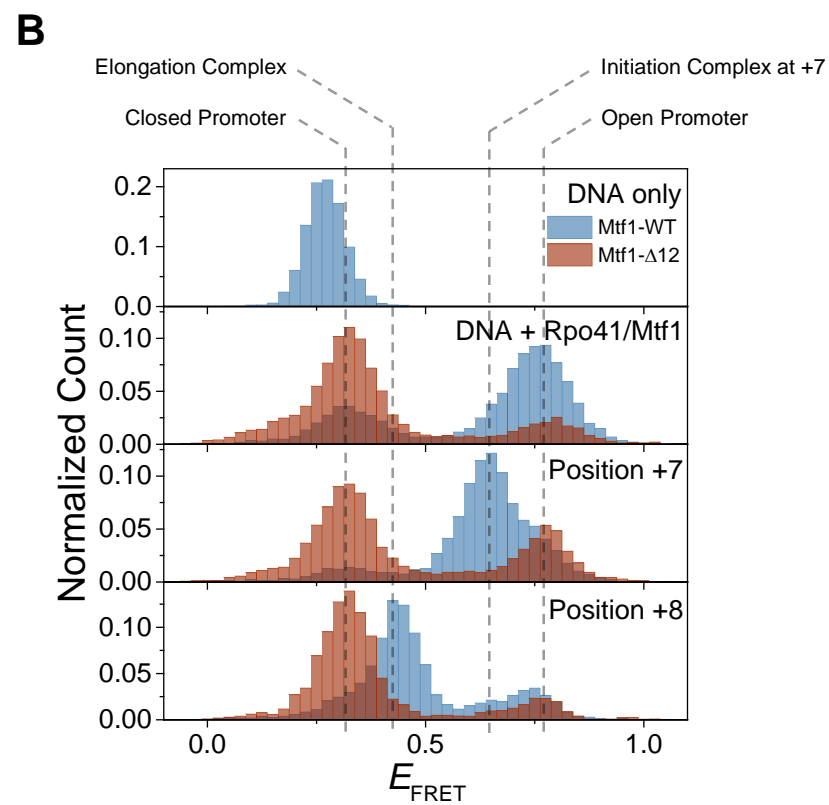 B
Elongation Complex
Initiation Complex at +7
Closed Promoter
Open Promoter
DNA only
Mtf1-WT
Mtf1-Δ12
0.2
0.1
0.0
DNA + Rpo41/Mtf1
0.10
0.05
0.00
Position +7
0.10
0.05
0.00
Position +8
0.10
0.05
0.00
Normalized Count
0.0
0.5
1.0
E_FRET